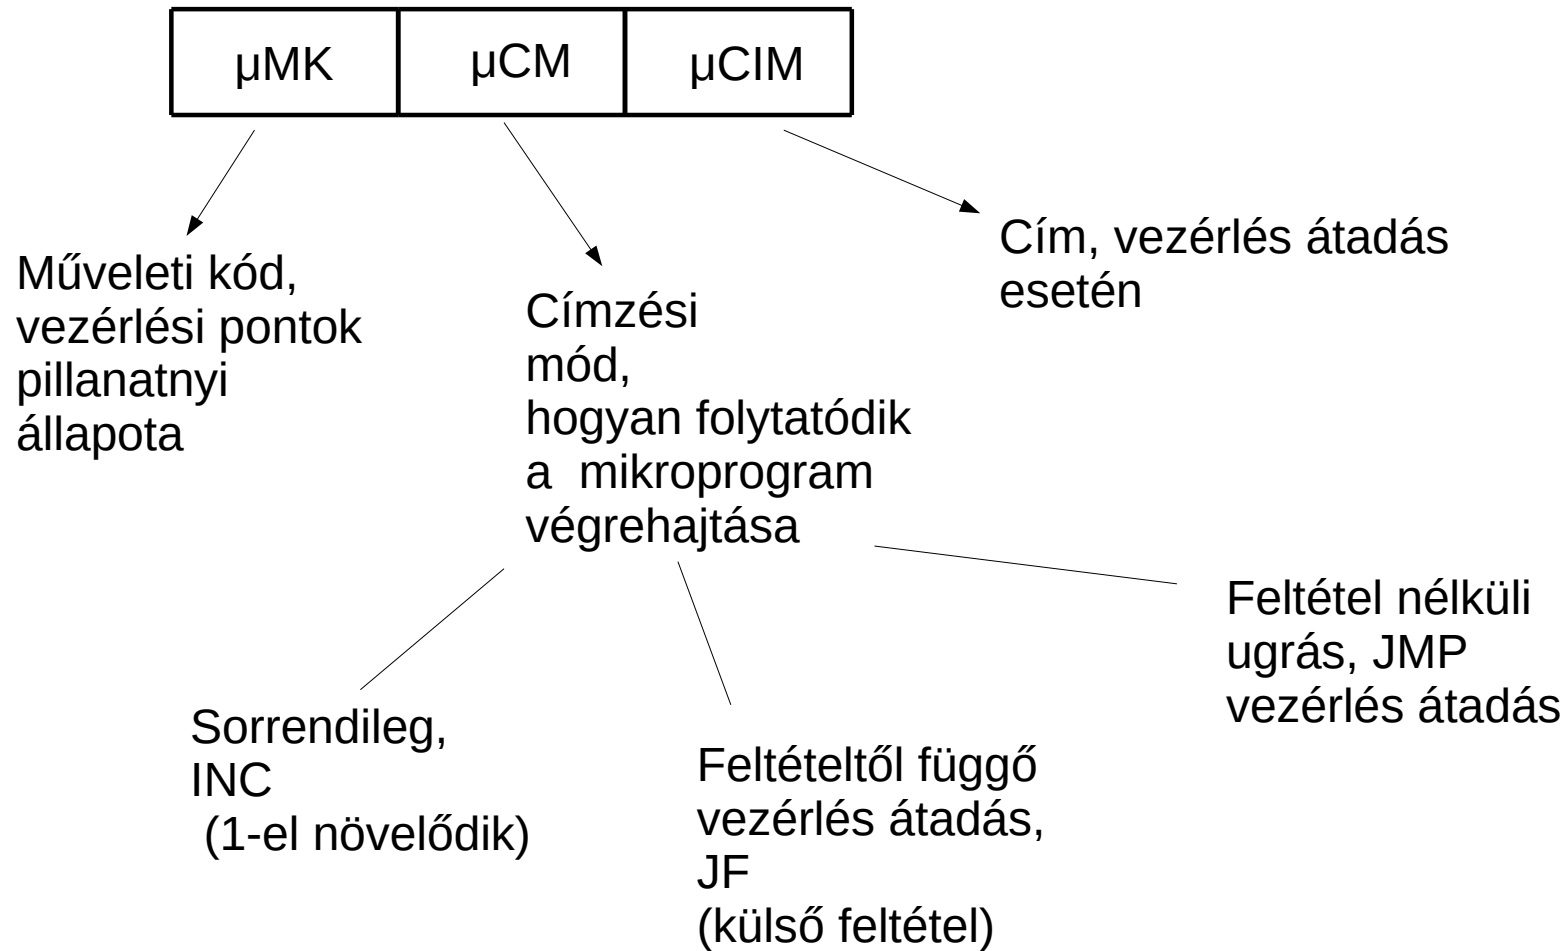 μMK μCM μCIM
Műveleti kód,
vezérlési pontok
pillanatnyi
állapota
Címzési
mód,
hogyan folytatódik
a mikroprogram
végrehajtása
Cím, vezérlés átadás
esetén
Sorrendileg,
INC
(1-el növelődik)
Feltételtől függő
vezérlés átadás,
JF
(külső feltétel)
Feltétel nélküli
ugrás, JMP
vezérlés átadás